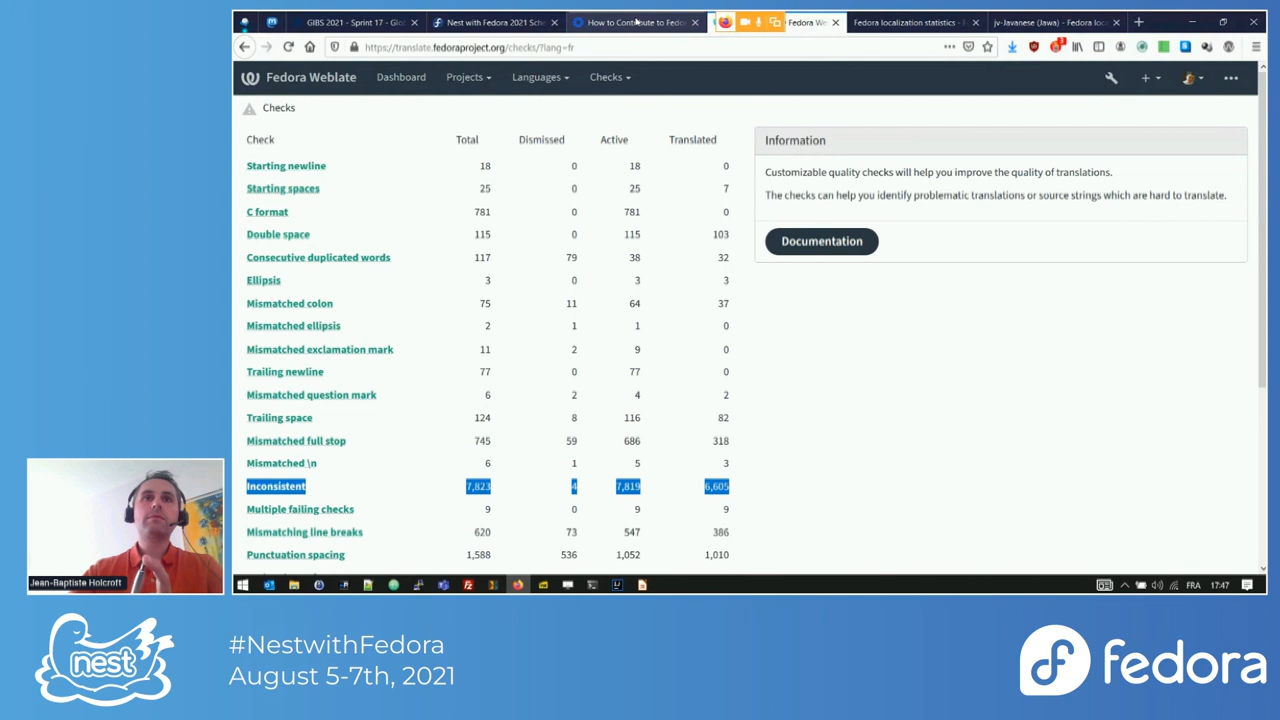 GIBS 2021 - Sprint 17 - Glo
Nest with Fedora 2021 Sche
How to Contribute to Fedo
Fedora We
Fedora localization statistics -
jv-Javanese (Jawa) - Fedora loc
https://translate.fedoraproject.org/checks/?lang=fr
Fedora Weblate Dashboard Projects Languages Checks
Checks
Check Total Dismissed Active Translated
Starting newline 18 0 18 0
Starting spaces 25 0 25 7
C format 781 0 781 0
Double space 115 0 115 103
Consecutive duplicated words 117 79 38 32
Ellipsis 3 0 3 3
Mismatched colon 75 11 64 37
Mismatched ellipsis 2 1 1 0
Mismatched exclamation mark 11 2 9 0
Trailing newline 77 0 77 0
Mismatched question mark 6 2 4 2
Trailing space 124 8 116 82
Mismatched full stop 745 59 686 318
Mismatched \n 6 1 5 3
Inconsistent 7,823 4 7,819 6,605
Multiple failing checks 9 0 9 9
Mismatching line breaks 620 73 547 386
Punctuation spacing 1,588 536 1,052 1,010
Information
Customizable quality checks will help you improve the quality of translations.
The checks can help you identify problematic translations or source strings which are hard to translate.
Documentation
FRA 17:47
Jean-Baptiste Holcroft
nest
#NestwithFedora
August 5-7th, 2021
fedora